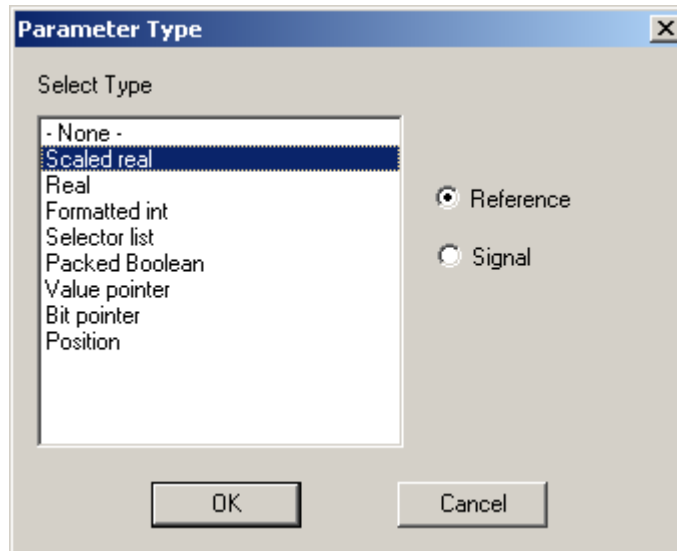 Parameter Type
Select Type
- None -
Scaled real
Real
Formatted int
Selector list
Packed Boolean
Value pointer
Bit pointer
Position
Reference
Signal
OK
Cancel